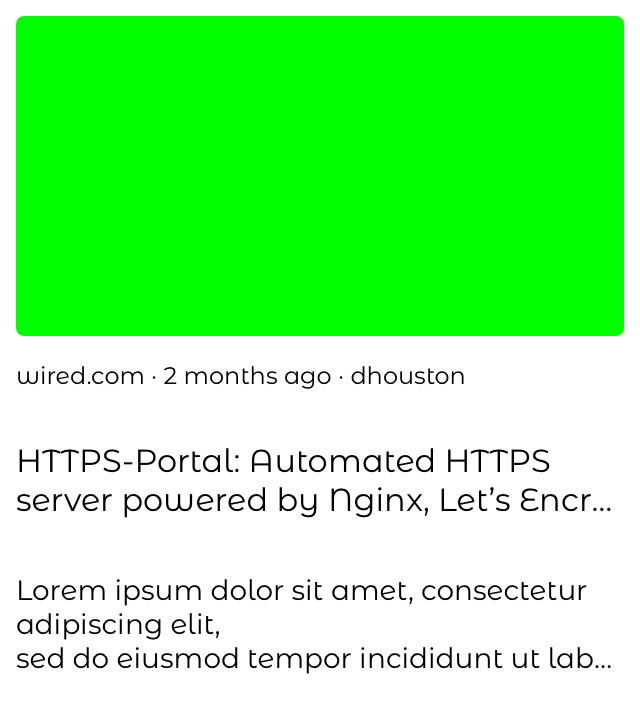 wired.com · 2 months ago · dhouston
HTTPS-Portal: Automated HTTPS
server powered by Nginx, Let’s Encr...
Lorem ipsum dolor sit amet, consectetur
adipiscing elit,
sed do eiusmod tempor incididunt ut lab...